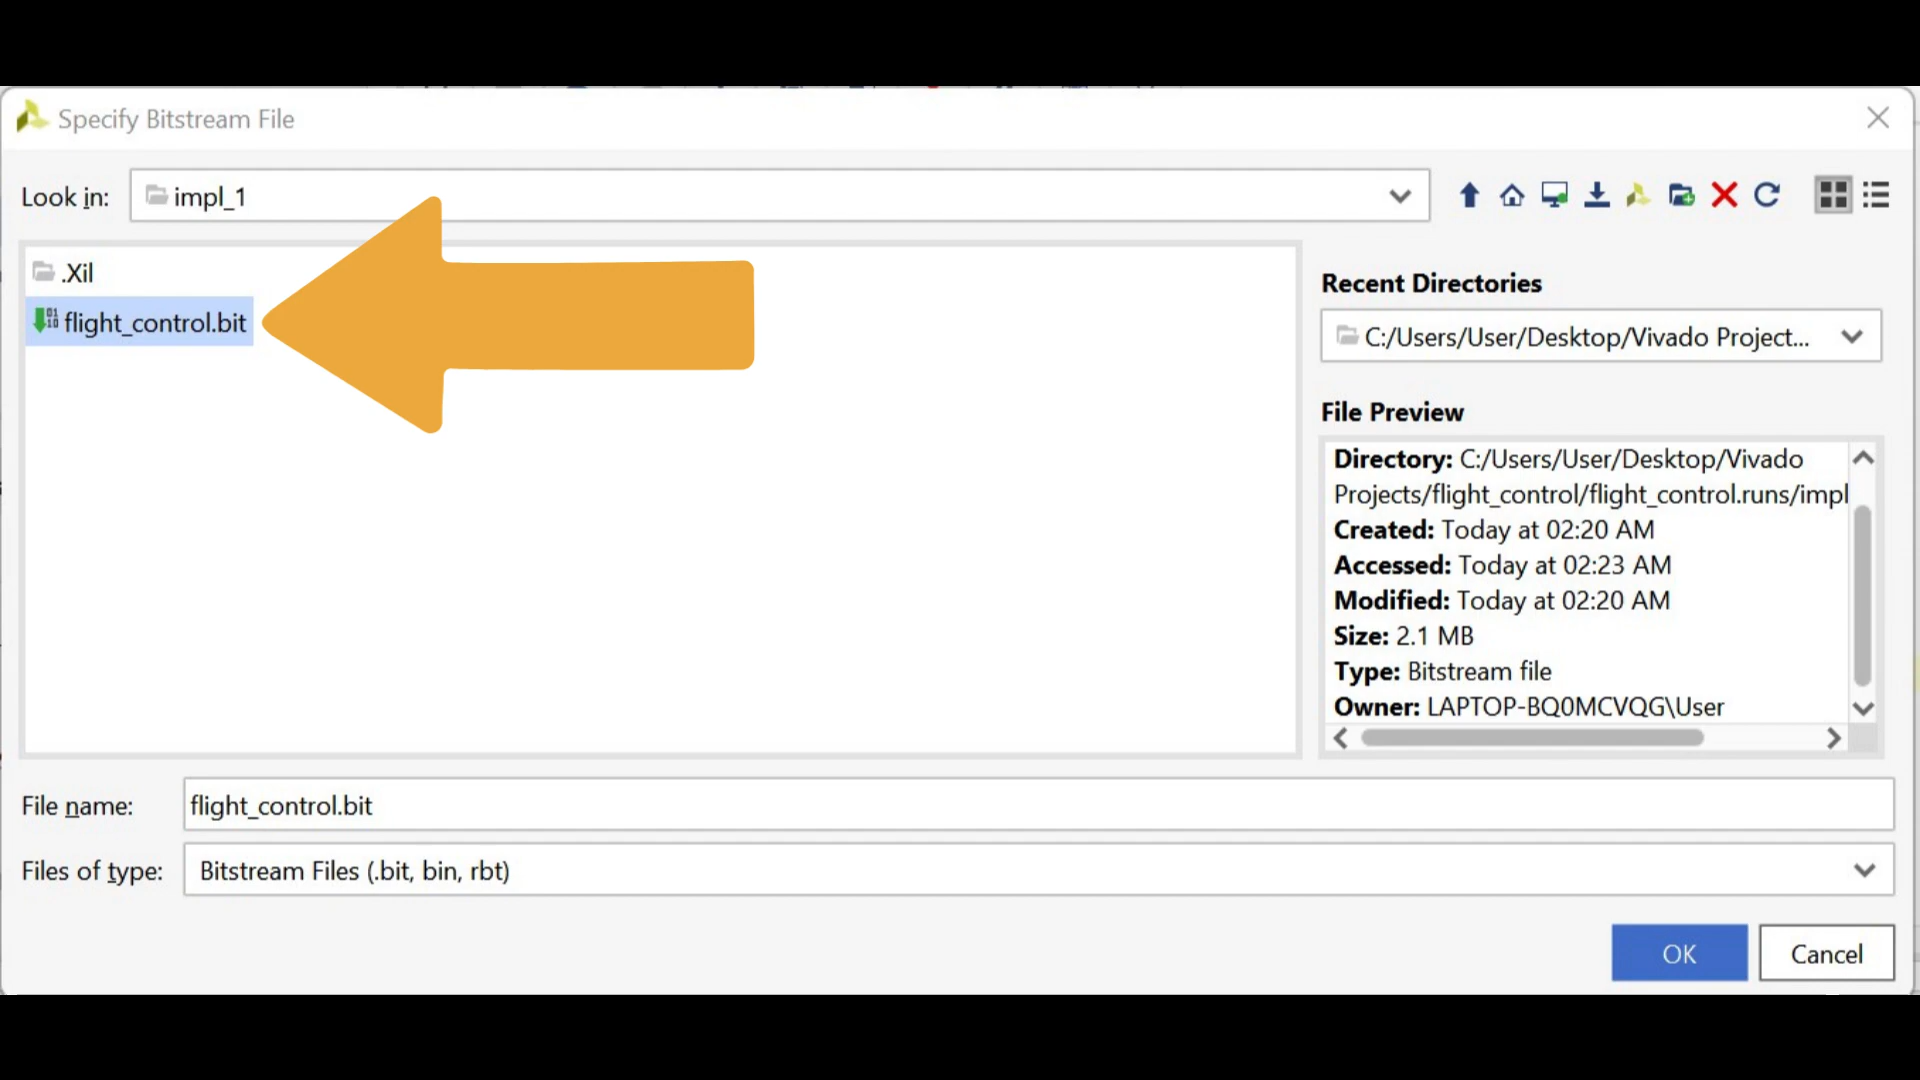 Specify Bitstream File
Look in: impl_1
.Xil
flight_control.bit
Recent Directories
C:/Users/User/Desktop/Vivado Project...
File Preview
Directory: C:/Users/User/Desktop/Vivado
Projects/flight_control/flight_control.runs/impl
Created: Today at 02:20 AM
Accessed: Today at 02:23 AM
Modified: Today at 02:20 AM
Size: 2.1 MB
Type: Bitstream file
Owner: LAPTOP-BQ0MCVQG\User
File name: flight_control.bit
Files of type: Bitstream Files (.bit, bin, rbt)
OK Cancel